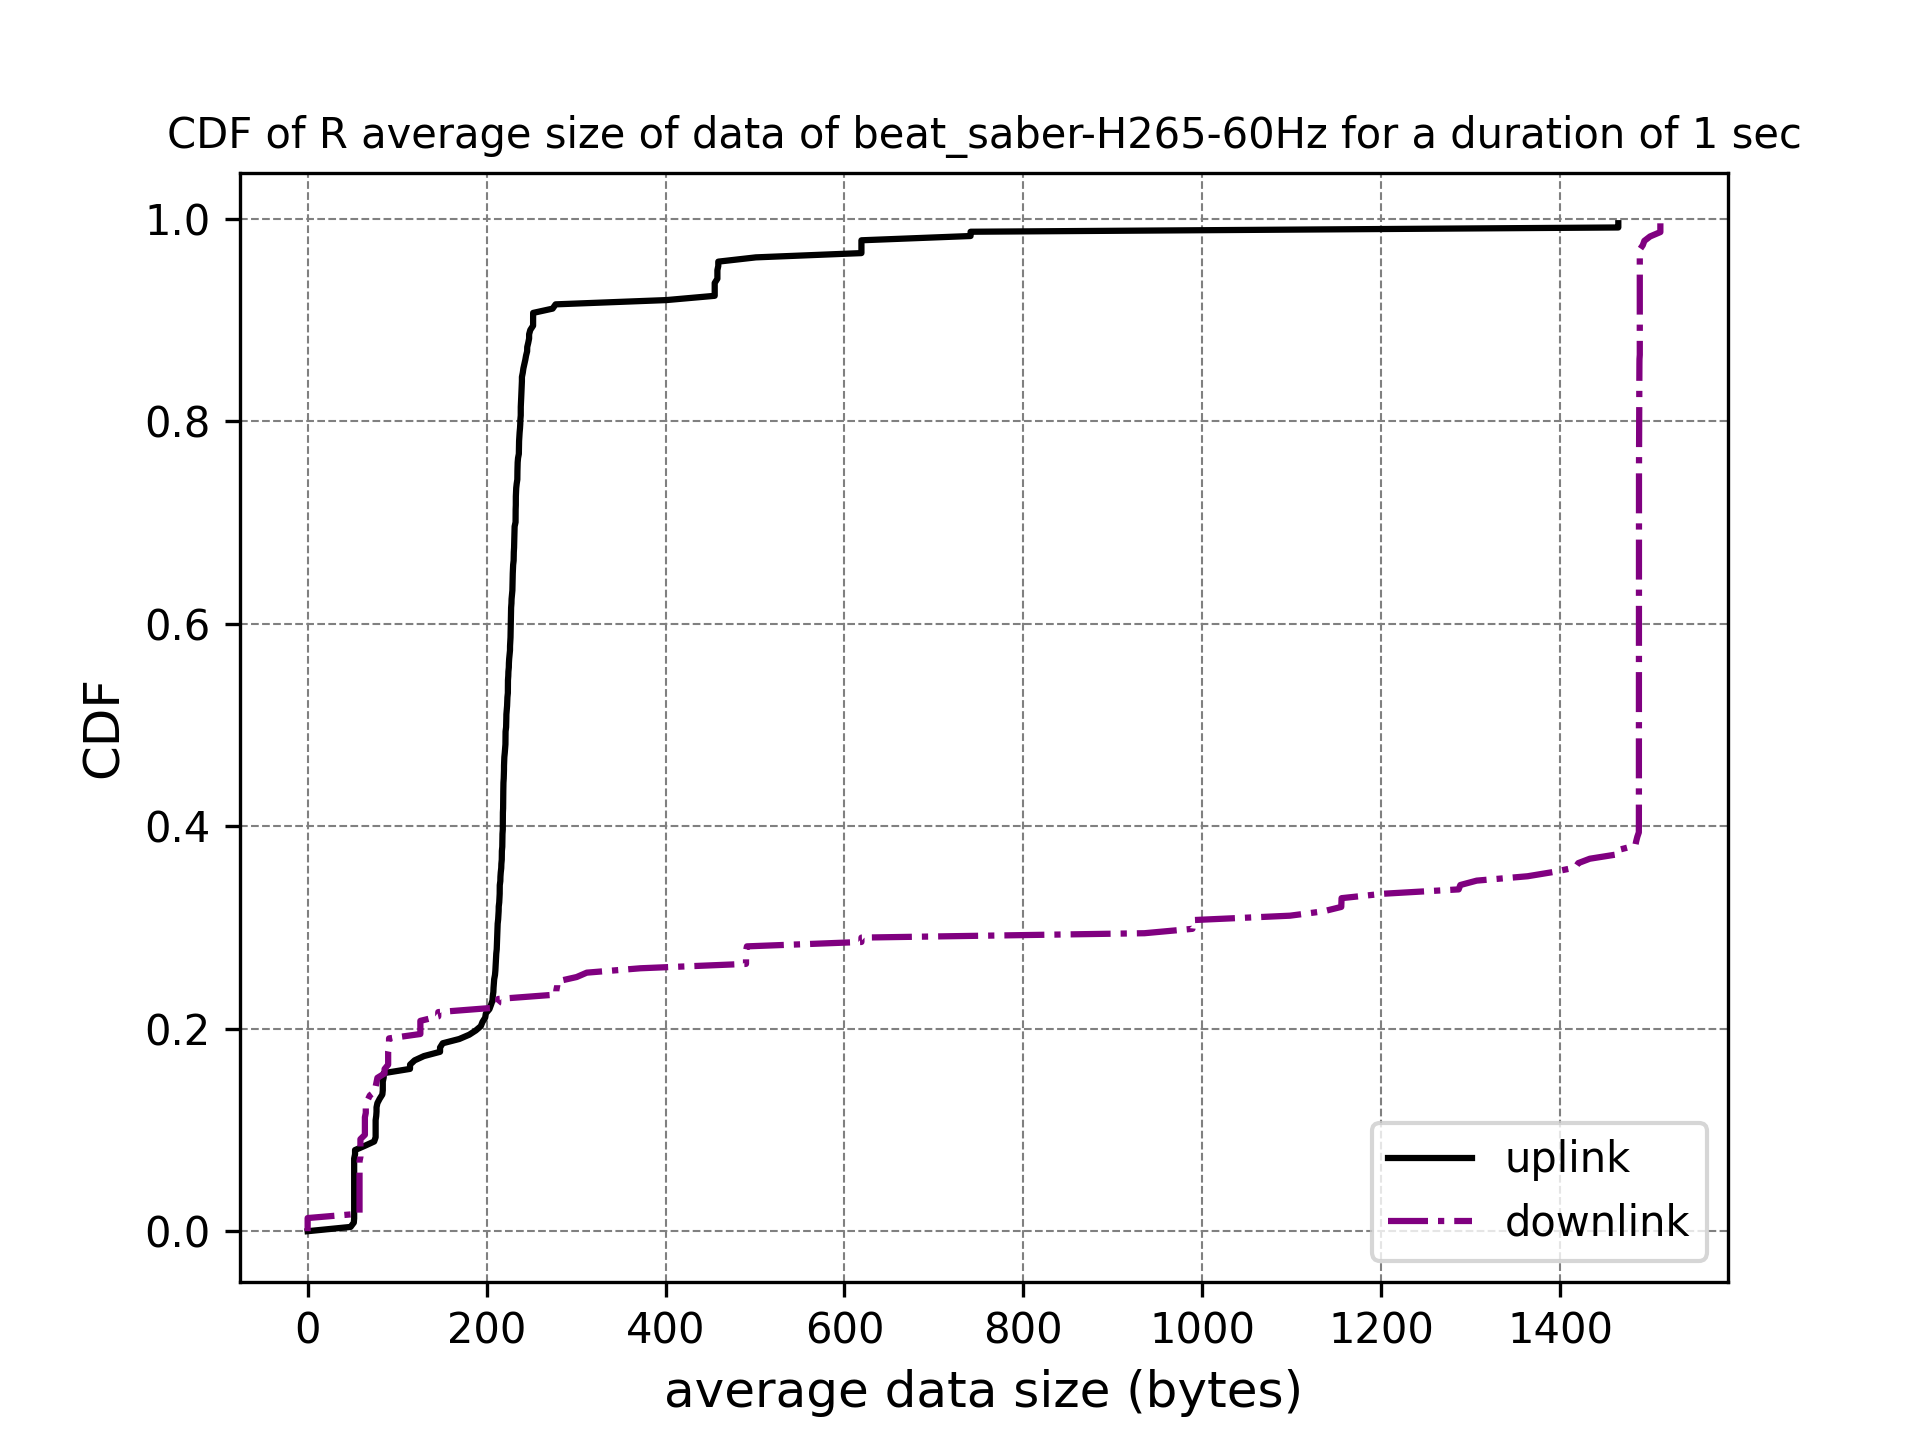 CDF of R average size of data of beat_saber-H265-60Hz for a duration of 1 sec
1.0
0.8
0.6
0.4
0.2
0.0
CDF
0 200 400 600 800 1000 1200 1400
average data size (bytes)
uplink
downlink